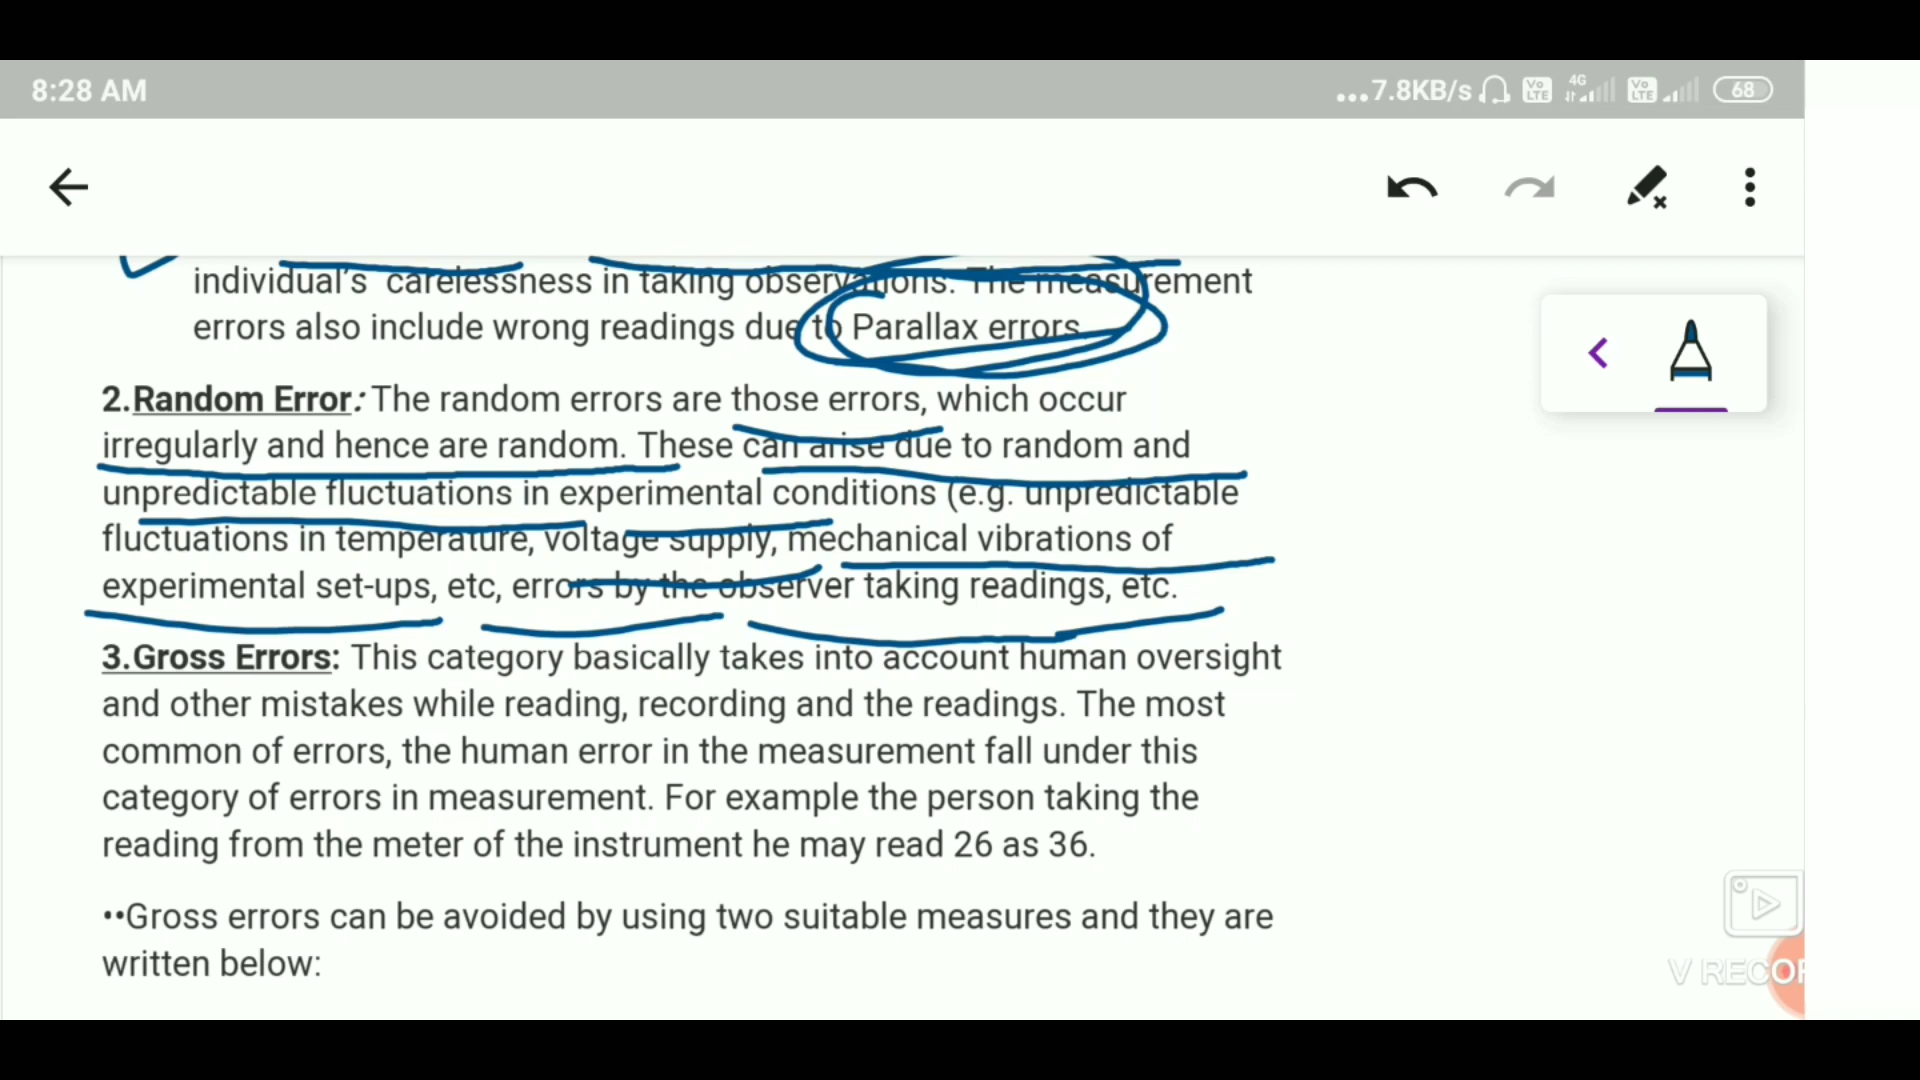 8:28 AM
...7.8KB/s Vo LTE 4G Vo LTE 68
individual's carelessness in taking observations. The measurement
errors also include wrong readings due to Parallax errors
2.Random Error: The random errors are those errors, which occur
irregularly and hence are random. These can arise due to random and
unpredictable fluctuations in experimental conditions (e.g. unpredictable
fluctuations in temperature, voltage supply, mechanical vibrations of
experimental set-ups, etc, errors by the observer taking readings, etc.
3.Gross Errors: This category basically takes into account human oversight
and other mistakes while reading, recording and the readings. The most
common of errors, the human error in the measurement fall under this
category of errors in measurement. For example the person taking the
reading from the meter of the instrument he may read 26 as 36.
••Gross errors can be avoided by using two suitable measures and they are
written below:
V RECOR